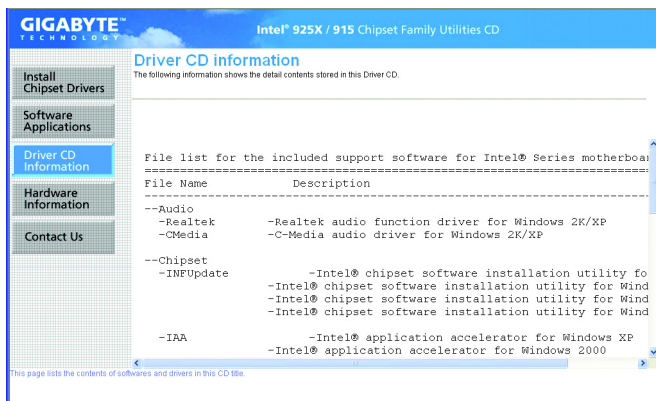 GIGABYTE™
TECHNOLOGY
Intel® 925X / 915 Chipset Family Utilities CD
Install
Chipset Drivers
Software
Applications
Driver CD
Information
Hardware
Information
Contact Us
Driver CD information
The following information shows the detail contents stored in this Driver CD.
File list for the included support software for Intel® Series motherboar
================================================================
File Name Description
----------------------------------------------------------------
--Audio
-Realtek -Realtek audio function driver for Windows 2K/XP
-CMedia -C-Media audio driver for Windows 2K/XP
--Chipset
-INFUpdate -Intel® chipset software installation utility fo
-Intel® chipset software installation utility for Wind
-Intel® chipset software installation utility for Wind
-Intel® chipset software installation utility for Wind
-IAA -Intel® application accelerator for Windows XP
-Intel® application accelerator for Windows 2000
This page lists the contents of softwares and drivers in this CD title.